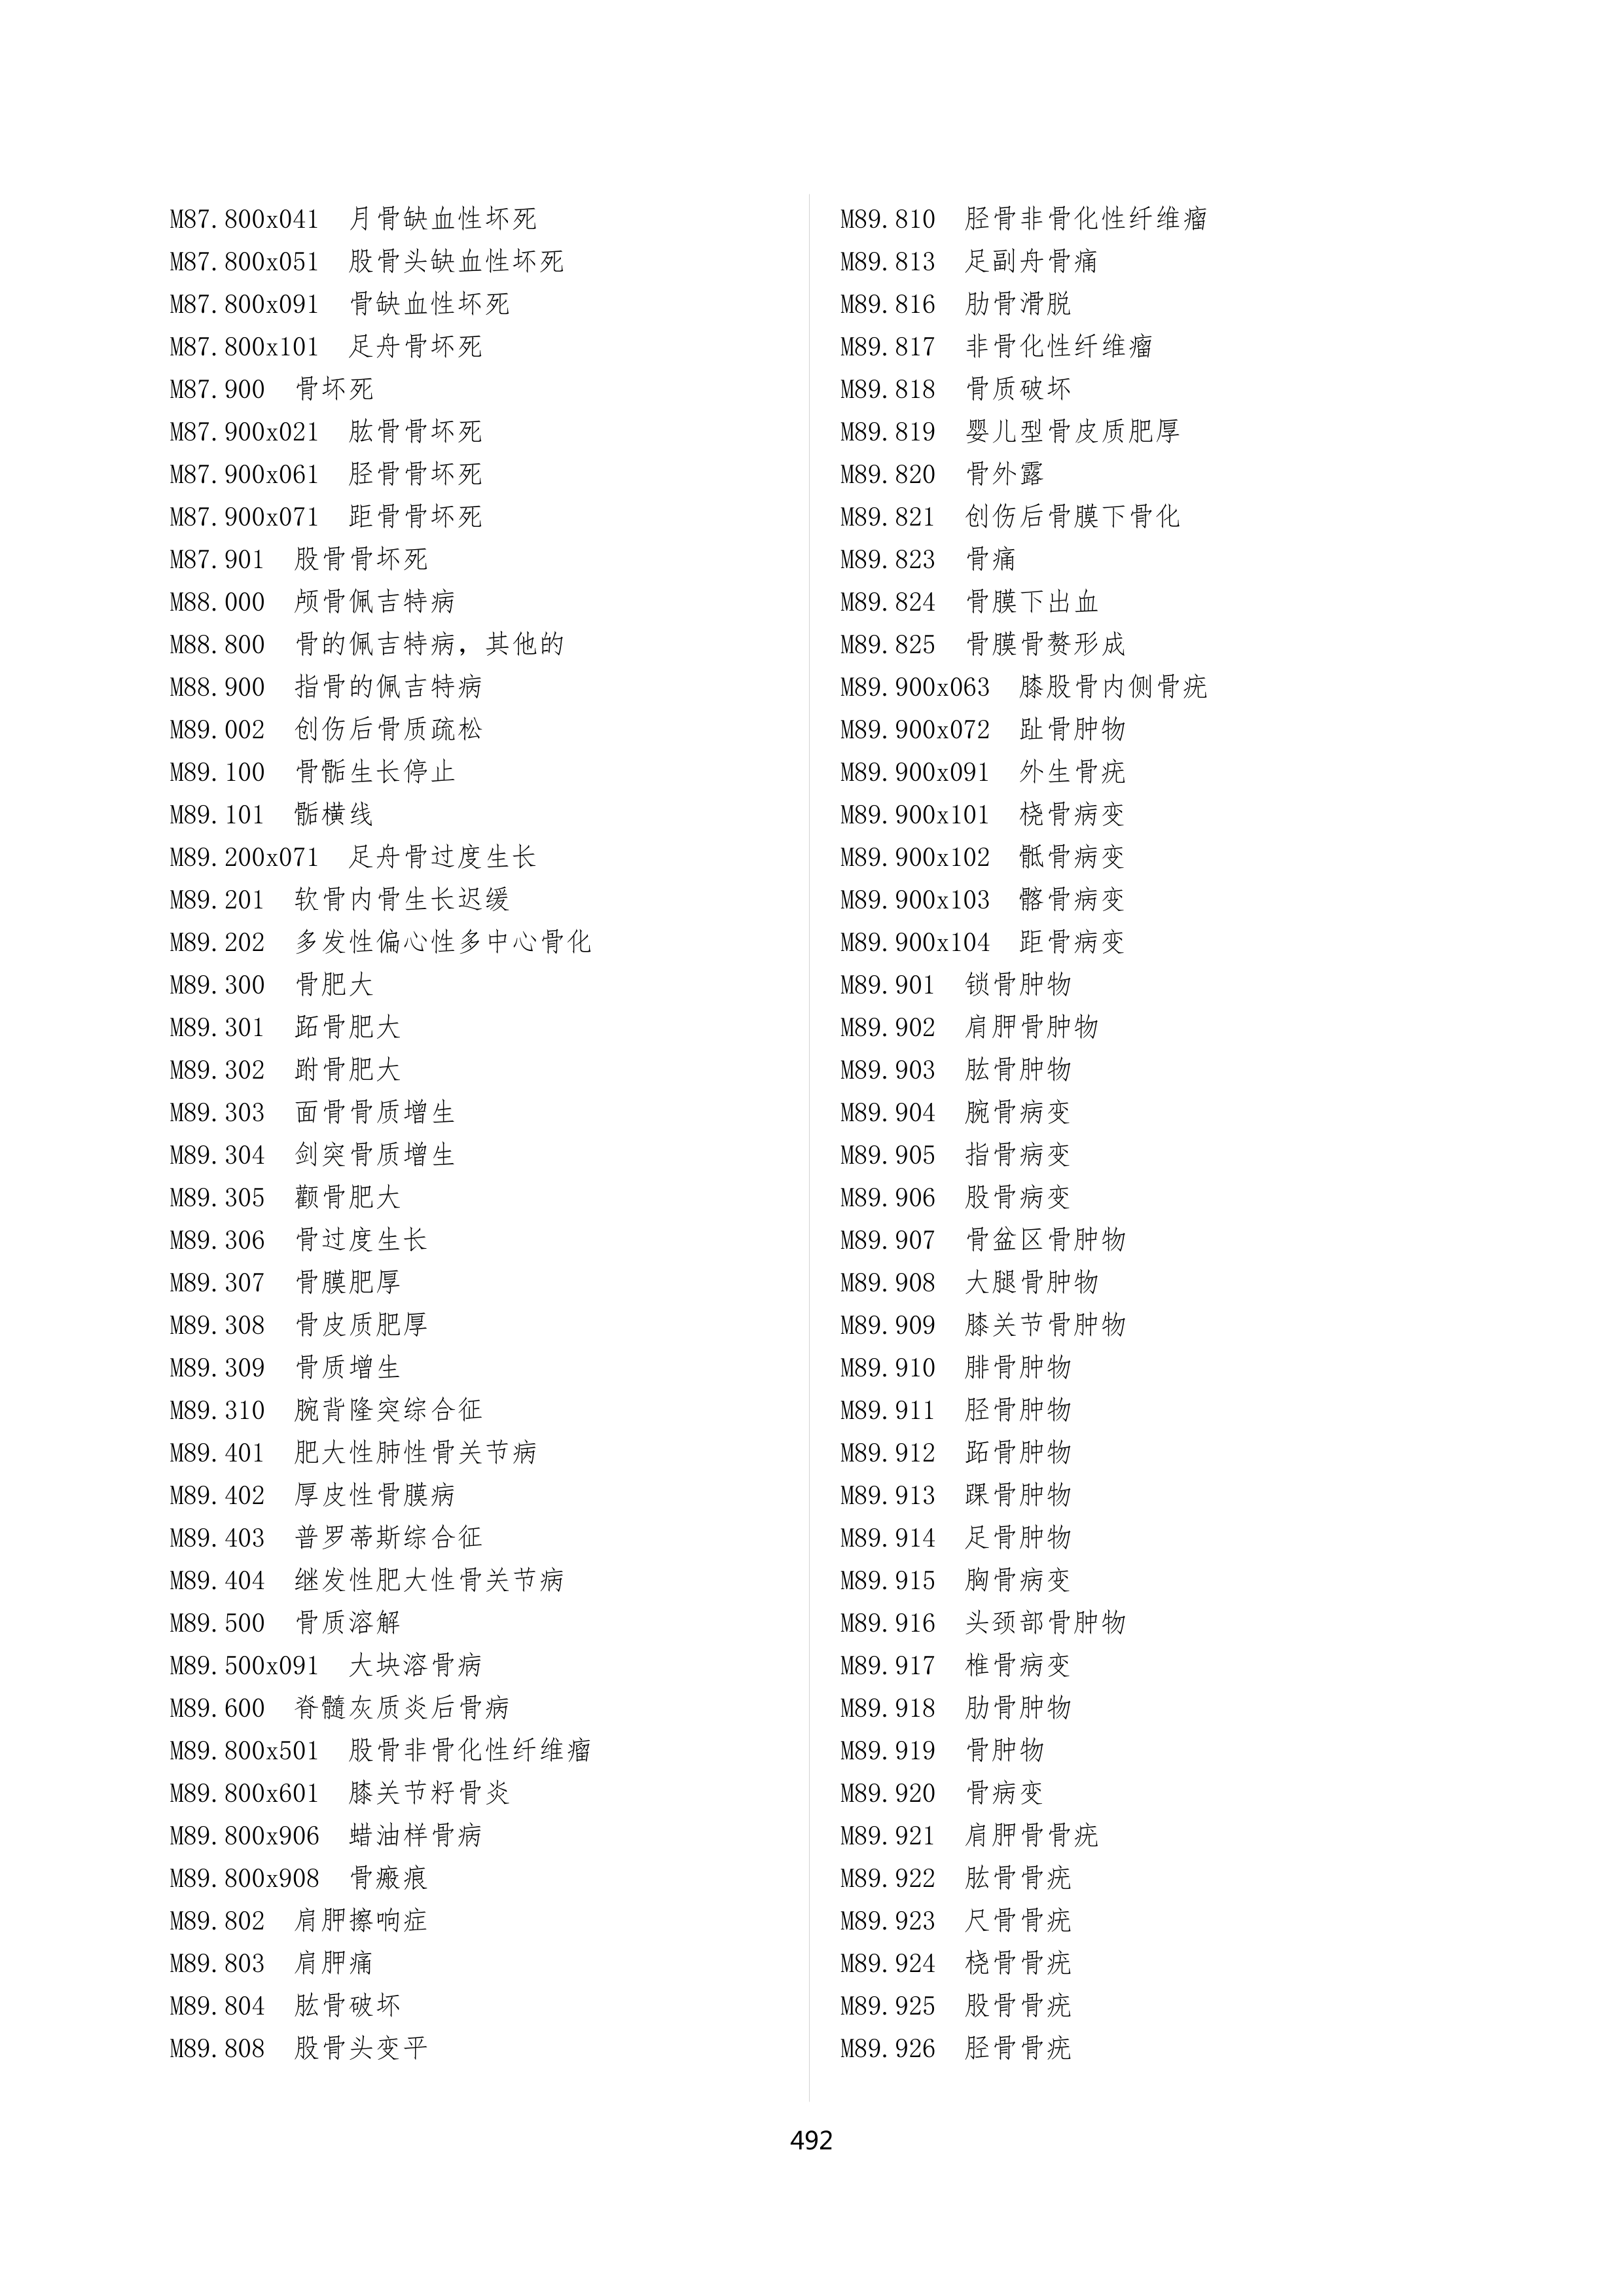 M87.800x041 月骨缺血性坏死
M87.800x051 股骨头缺血性坏死
M87.800x091 骨缺血性坏死
M87.800x101 足舟骨坏死
M87.900 骨坏死
M87.900x021 肱骨骨坏死
M87.900x061 胫骨骨坏死
M87.900x071 距骨骨坏死
M87.901 股骨骨坏死
M88.000 颅骨佩吉特病
M88.800 骨的佩吉特病，其他的
M88.900 指骨的佩吉特病
M89.002 创伤后骨质疏松
M89.100 骨骺生长停止
M89.101 骺横线
M89.200x071 足舟骨过度生长
M89.201 软骨内骨生长迟缓
M89.202 多发性偏心性多中心骨化
M89.300 骨肥大
M89.301 跖骨肥大
M89.302 跗骨肥大
M89.303 面骨骨质增生
M89.304 剑突骨质增生
M89.305 颧骨肥大
M89.306 骨过度生长
M89.307 骨膜肥厚
M89.308 骨皮质肥厚
M89.309 骨质增生
M89.310 腕背隆突综合征
M89.401 肥大性肺性骨关节病
M89.402 厚皮性骨膜病
M89.403 普罗蒂斯综合征
M89.404 继发性肥大性骨关节病
M89.500 骨质溶解
M89.500x091 大块溶骨病
M89.600 脊髓灰质炎后骨病
M89.800x501 股骨非骨化性纤维瘤
M89.800x601 膝关节籽骨炎
M89.800x906 蜡油样骨病
M89.800x908 骨瘢痕
M89.802 肩胛擦响症
M89.803 肩胛痛
M89.804 肱骨破坏
M89.808 股骨头变平
M89.810 胫骨非骨化性纤维瘤
M89.813 足副舟骨痛
M89.816 肋骨滑脱
M89.817 非骨化性纤维瘤
M89.818 骨质破坏
M89.819 婴儿型骨皮质肥厚
M89.820 骨外露
M89.821 创伤后骨膜下骨化
M89.823 骨痛
M89.824 骨膜下出血
M89.825 骨膜骨赘形成
M89.900x063 膝股骨内侧骨疣
M89.900x072 趾骨肿物
M89.900x091 外生骨疣
M89.900x101 桡骨病变
M89.900x102 骶骨病变
M89.900x103 髂骨病变
M89.900x104 距骨病变
M89.901 锁骨肿物
M89.902 肩胛骨肿物
M89.903 肱骨肿物
M89.904 腕骨病变
M89.905 指骨病变
M89.906 股骨病变
M89.907 骨盆区骨肿物
M89.908 大腿骨肿物
M89.909 膝关节骨肿物
M89.910 腓骨肿物
M89.911 胫骨肿物
M89.912 跖骨肿物
M89.913 踝骨肿物
M89.914 足骨肿物
M89.915 胸骨病变
M89.916 头颈部骨肿物
M89.917 椎骨病变
M89.918 肋骨肿物
M89.919 骨肿物
M89.920 骨病变
M89.921 肩胛骨骨疣
M89.922 肱骨骨疣
M89.923 尺骨骨疣
M89.924 桡骨骨疣
M89.925 股骨骨疣
M89.926 胫骨骨疣
492